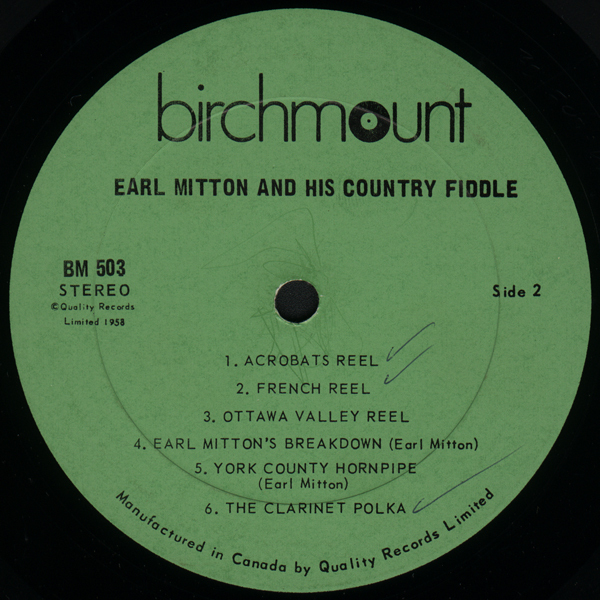 birchmount
EARL MITTON AND HIS COUNTRY FIDDLE
BM 503
STEREO
©Quality Records
Limited 1958
Side 2
1. ACROBATS REEL
2. FRENCH REEL
3. OTTAWA VALLEY REEL
4. EARL MITTON'S BREAKDOWN (Earl Mitton)
5. YORK COUNTY HORNPIPE
(Earl Mitton)
6. THE CLARINET POLKA
Manufactured in Canada by Quality Records Limited